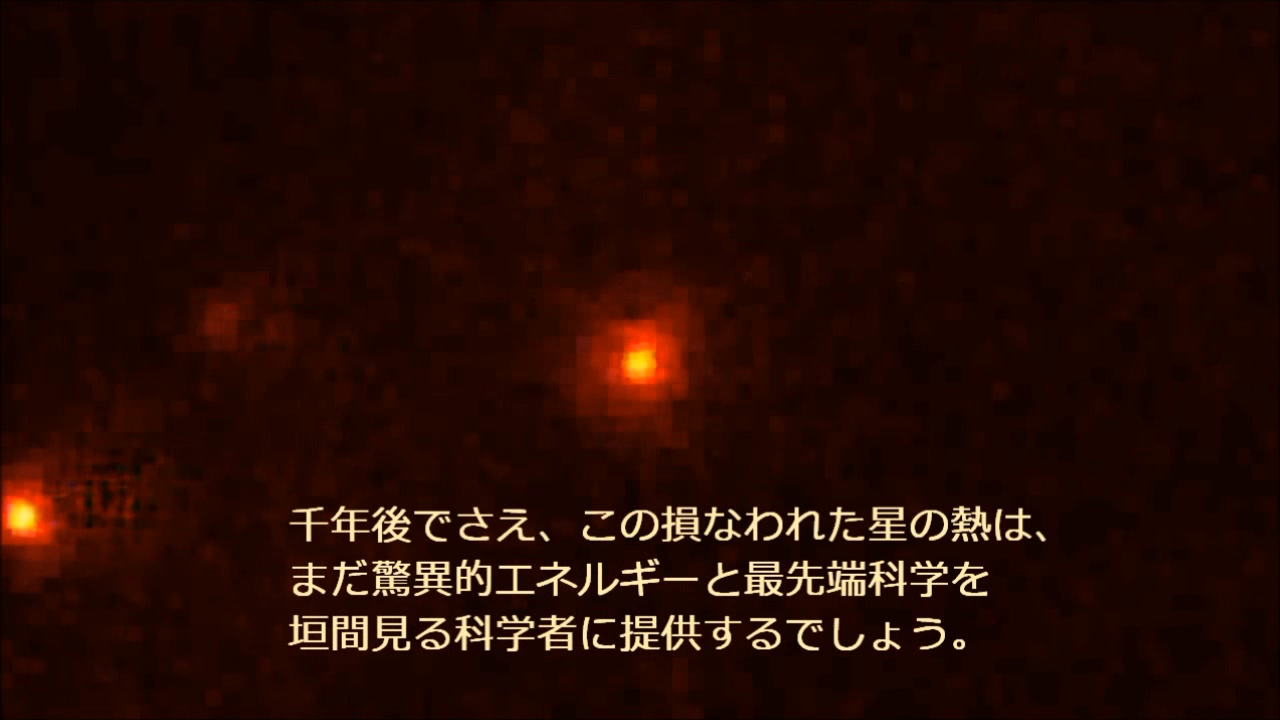 千年後でさえ、この損なわれた星の熱は、
まだ驚異的エネルギーと最先端科学を
垣間見る科学者に提供するでしょう。